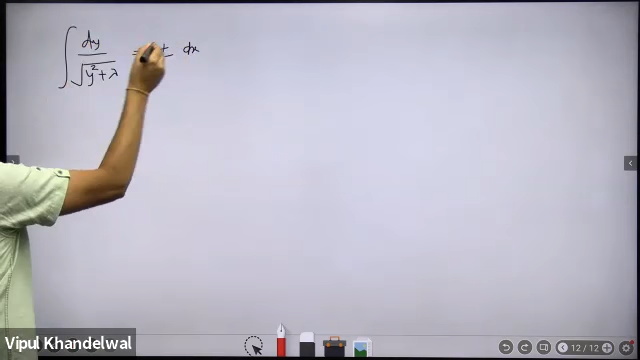 ∫ dy / √(y² + λ) = dx
Vipul Khandelwal
12 / 12